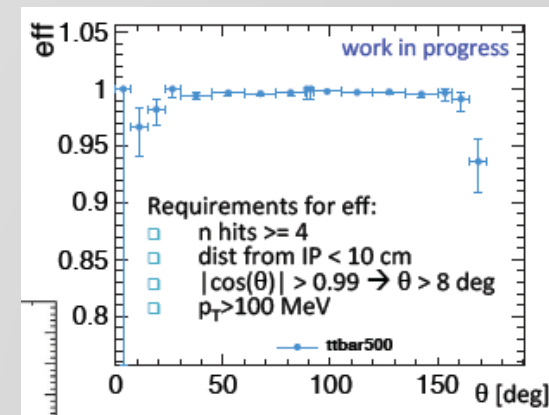 eff
1.05
work in progress
1
0.95
0.9
0.85
0.8
Requirements for eff:
n hits >= 4
dist from IP < 10 cm
|cos(θ)| > 0.99 → θ > 8 deg
pT>100 MeV
ttbar500
0 50 100 150 θ [deg]